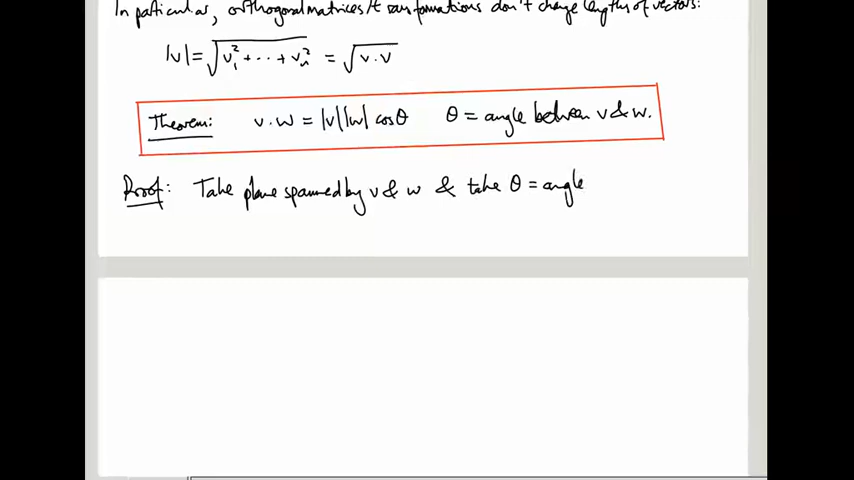 In particular, orthogonal matrices/transformations don't change lengths of vectors:
|v| = √(v₁² + ⋯ + vₙ²) = √(v·v)
Theorem: v·w = |v||w| cosθ θ = angle between v & w.
Proof: Take plane spanned by v & w & take θ = angle